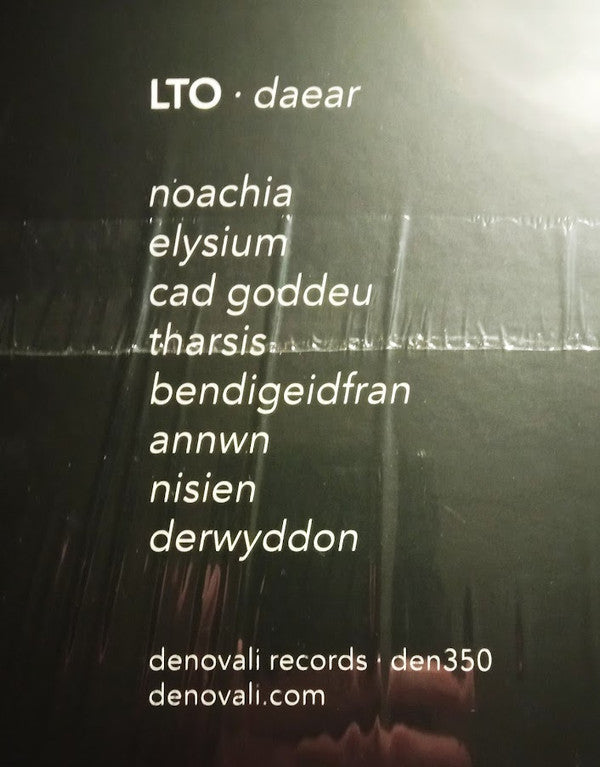 LTO · daear
noachia
elysium
cad goddeu
tharsis
bendigeidfran
annwn
nisien
derwyddon
denovali records · den350
denovali.com